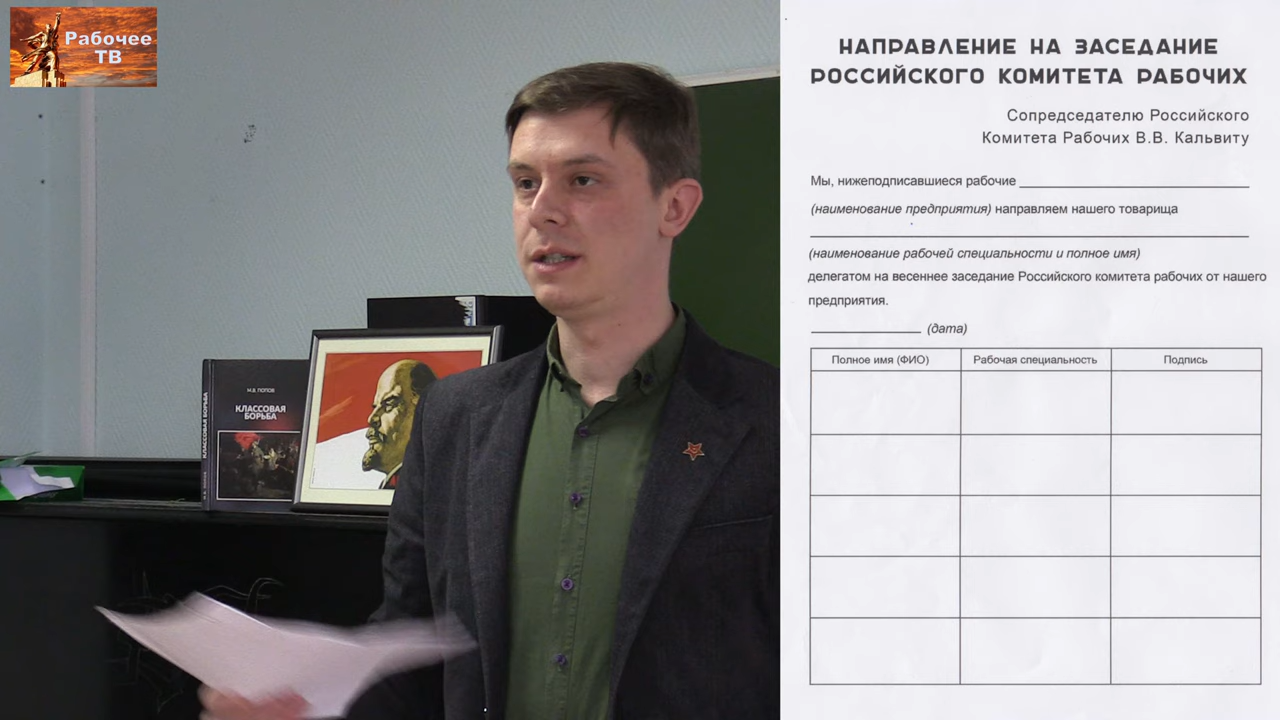 Рабочее
ТВ
М.В. ПОПОВ
КЛАССОВАЯ
БОРЬБА
КЛАССОВАЯ БОРЬБА
НАПРАВЛЕНИЕ НА ЗАСЕДАНИЕ
РОССИЙСКОГО КОМИТЕТА РАБОЧИХ
Сопредседателю Российского
Комитета Рабочих В.В. Кальвиту
Мы, нижеподписавшиеся рабочие
(наименование предприятия) направляем нашего товарища
(наименование рабочей специальности и полное имя)
делегатом на весеннее заседание Российского комитета рабочих от нашего
предприятия.
(дата)
Полное имя (ФИО) Рабочая специальность Подпись